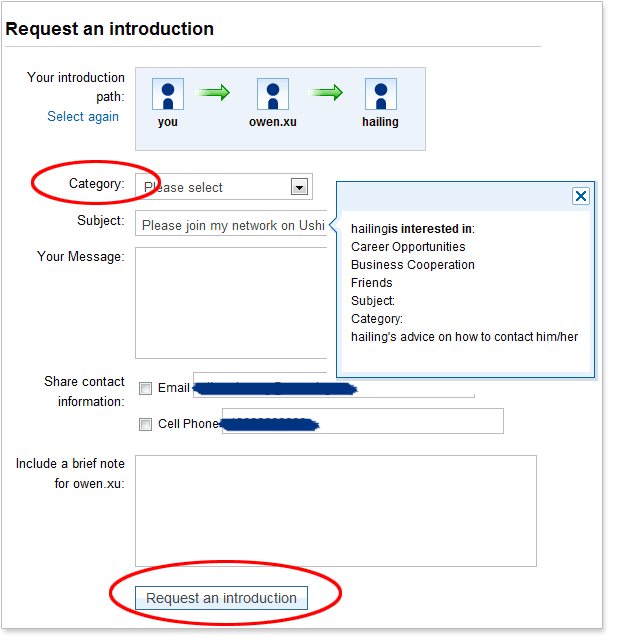 Request an introduction
Your introduction
path:
Select again
you owen.xu hailing
Category: Please select
Subject: Please join my network on Ushi
hailingis interested in:
Career Opportunities
Business Cooperation
Friends
Subject:
Category:
hailing's advice on how to contact him/her
Your Message:
Share contact
information:
Email
Cell Phone
Include a brief note
for owen.xu:
Request an introduction